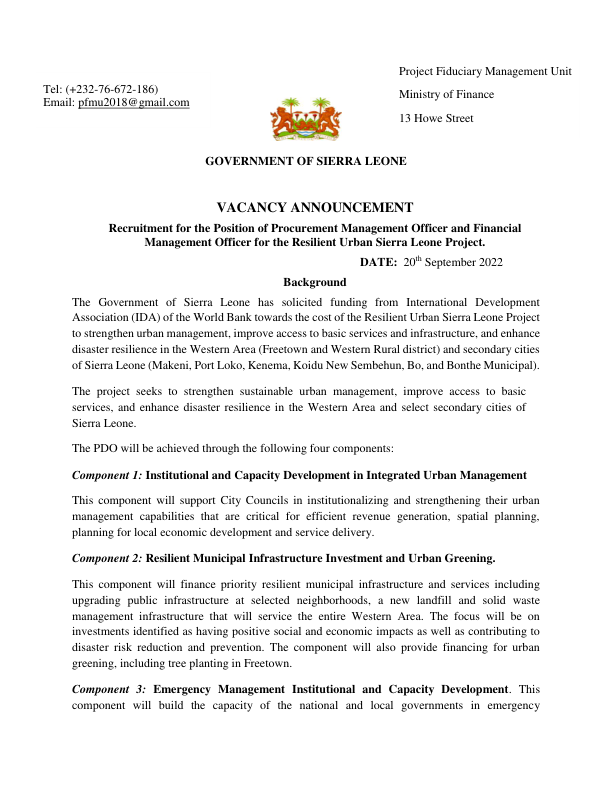 Project Fiduciary Management Unit
Tel: (+232-76-672-186)
Email: pfmu2018@gmail.com
Ministry of Finance
13 Howe Street
GOVERNMENT OF SIERRA LEONE
VACANCY ANNOUNCEMENT
Recruitment for the Position of Procurement Management Officer and Financial
Management Officer for the Resilient Urban Sierra Leone Project.
DATE: 20th September 2022
Background
The Government of Sierra Leone has solicited funding from International Development
Association (IDA) of the World Bank towards the cost of the Resilient Urban Sierra Leone Project
to strengthen urban management, improve access to basic services and infrastructure, and enhance
disaster resilience in the Western Area (Freetown and Western Rural district) and secondary cities
of Sierra Leone (Makeni, Port Loko, Kenema, Koidu New Sembehun, Bo, and Bonthe Municipal).
The project seeks to strengthen sustainable urban management, improve access to basic
services, and enhance disaster resilience in the Western Area and select secondary cities of
Sierra Leone.
The PDO will be achieved through the following four components:
Component 1: Institutional and Capacity Development in Integrated Urban Management
This component will support City Councils in institutionalizing and strengthening their urban
management capabilities that are critical for efficient revenue generation, spatial planning,
planning for local economic development and service delivery.
Component 2: Resilient Municipal Infrastructure Investment and Urban Greening.
This component will finance priority resilient municipal infrastructure and services including
upgrading public infrastructure at selected neighborhoods, a new landfill and solid waste
management infrastructure that will service the entire Western Area. The focus will be on
investments identified as having positive social and economic impacts as well as contributing to
disaster risk reduction and prevention. The component will also provide financing for urban
greening, including tree planting in Freetown.
Component 3: Emergency Management Institutional and Capacity Development. This
component will build the capacity of the national and local governments in emergency